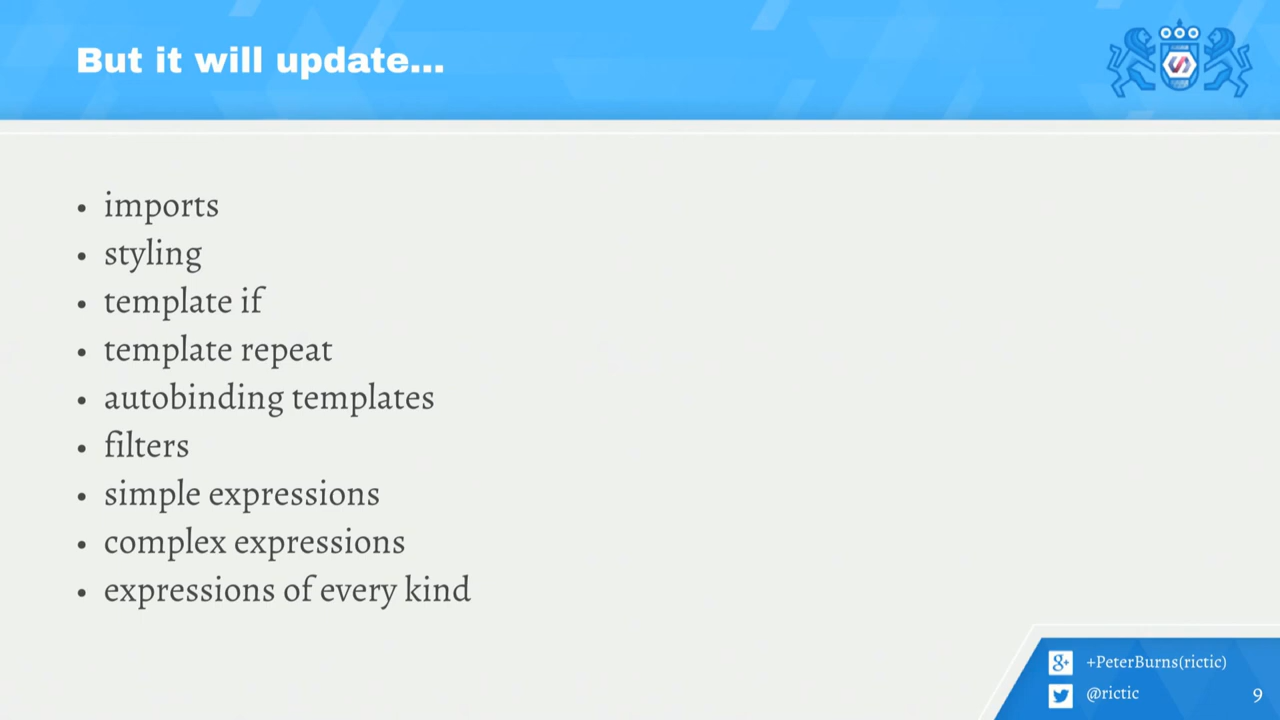 But it will update...
• imports
• styling
• template if
• template repeat
• autobinding templates
• filters
• simple expressions
• complex expressions
• expressions of every kind
g+ +PeterBurns(rictic)
@rictic
9